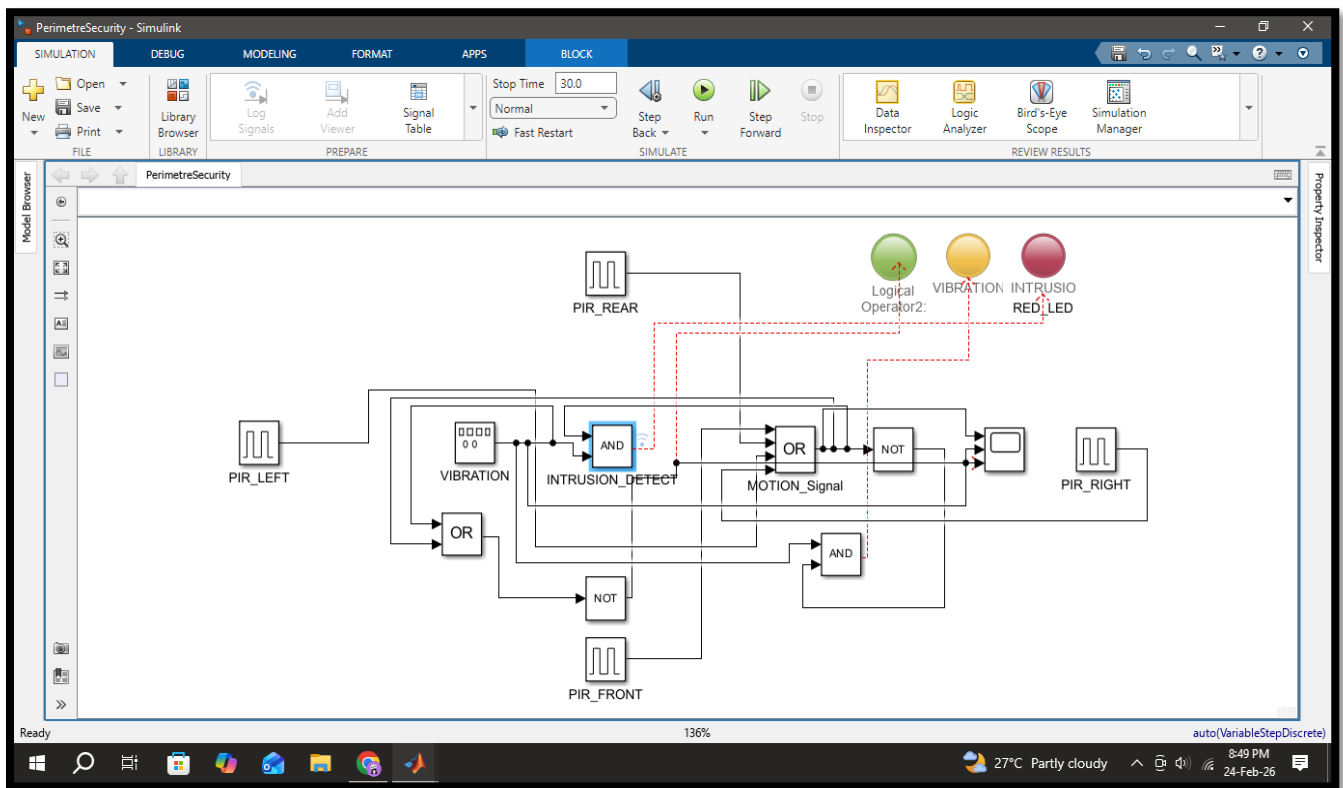 PerimetreSecurity - Simulink
SIMULATION DEBUG MODELING FORMAT APPS BLOCK
New
Open
Save
Print
FILE
Library Browser
LIBRARY
Log Signals
Add Viewer
Signal Table
PREPARE
Stop Time 30.0
Normal
Fast Restart
Step Back
Run
Step Forward
Stop
SIMULATE
Data Inspector
Logic Analyzer
Bird's-Eye Scope
Simulation Manager
REVIEW RESULTS
Model Browser
PerimetreSecurity
Property Inspector
PIR_REAR
Logical
Operator2:
VIBRATION
INTRUSIO
RED_LED
PIR_LEFT
VIBRATION
AND
INTRUSION_DETECT
OR
MOTION_Signal
NOT
PIR_RIGHT
OR
AND
NOT
PIR_FRONT
Ready
136%
auto(VariableStepDiscrete)
27°C Partly cloudy
8:49 PM
24-Feb-26